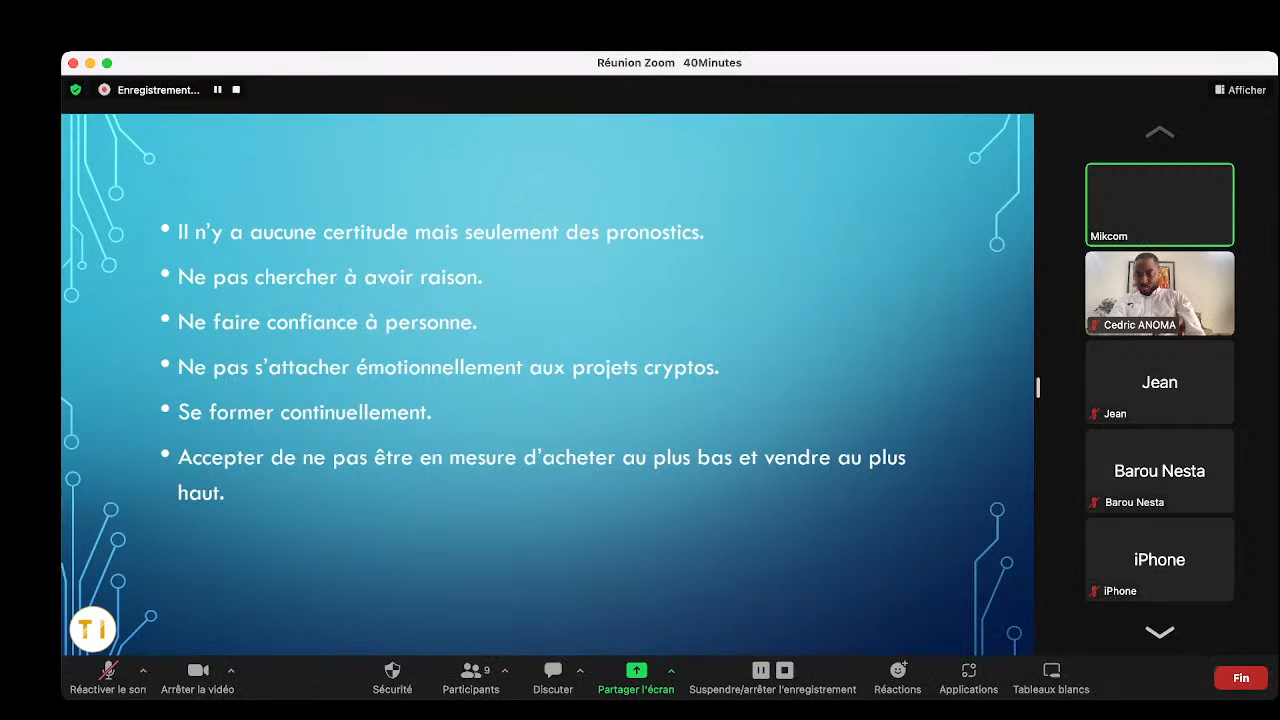 Réunion Zoom 40Minutes
Enregistrement...
Afficher
• Il n'y a aucune certitude mais seulement des pronostics.
• Ne pas chercher à avoir raison.
• Ne faire confiance à personne.
• Ne pas s'attacher émotionnellement aux projets cryptos.
• Se former continuellement.
• Accepter de ne pas être en mesure d'acheter au plus bas et vendre au plus
haut.
TI
Mikcom
Cedric ANOMA
Jean
Jean
Barou Nesta
Barou Nesta
iPhone
iPhone
Réactiver le son
Arrêter la vidéo
Sécurité
9
Participants
Discuter
Partager l'écran
Suspendre/arrêter l'enregistrement
Réactions
Applications
Tableaux blancs
Fin